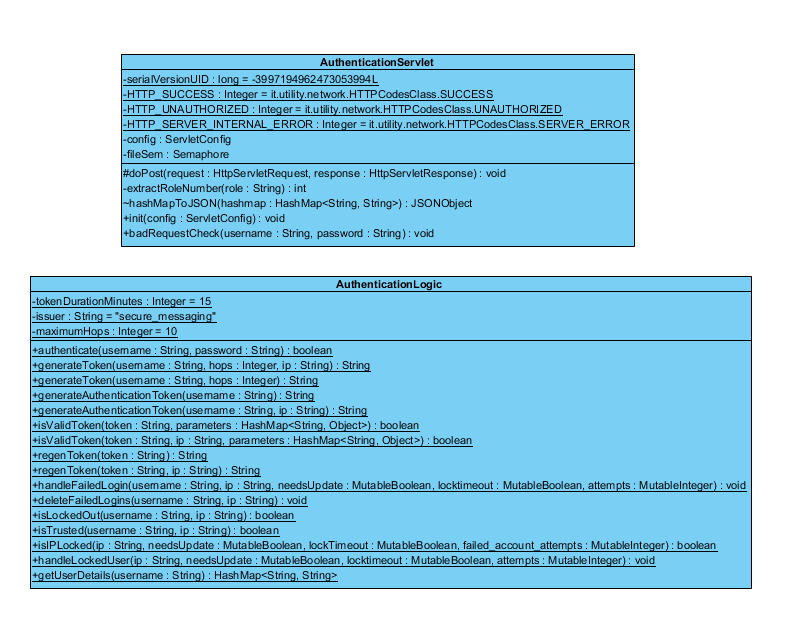 AuthenticationServlet
-serialVersionUID : long = -3997194962473053994L
-HTTP_SUCCESS : Integer = it.utility.network.HTTPCodesClass.SUCCESS
-HTTP_UNAUTHORIZED : Integer = it.utility.network.HTTPCodesClass.UNAUTHORIZED
-HTTP_SERVER_INTERNAL_ERROR : Integer = it.utility.network.HTTPCodesClass.SERVER_ERROR
-config : ServletConfig
-fileSem : Semaphore
#doPost(request : HttpServletRequest, response : HttpServletResponse) : void
-extractRoleNumber(role : String) : int
~hashMapToJSON(hashmap : HashMap<String, String>) : JSONObject
+init(config : ServletConfig) : void
+badRequestCheck(username : String, password : String) : void
AuthenticationLogic
-tokenDurationMinutes : Integer = 15
-issuer : String = "secure_messaging"
-maximumHops : Integer = 10
+authenticate(username : String, password : String) : boolean
+generateToken(username : String, hops : Integer, ip : String) : String
+generateToken(username : String, hops : Integer) : String
+generateAuthenticationToken(username : String) : String
+generateAuthenticationToken(username : String, ip : String) : String
+isValidToken(token : String, parameters : HashMap<String, Object>) : boolean
+isValidToken(token : String, ip : String, parameters : HashMap<String, Object>) : boolean
+regenToken(token : String) : String
+regenToken(token : String, ip : String) : String
+handleFailedLogin(username : String, ip : String, needsUpdate : MutableBoolean, locktimeout : MutableBoolean, attempts : MutableInteger) : void
+deleteFailedLogins(username : String, ip : String) : void
+isLockedOut(username : String, ip : String) : boolean
+isTrusted(username : String, ip : String) : boolean
+isIPLocked(ip : String, needsUpdate : MutableBoolean, lockTimeout : MutableBoolean, failed_account_attempts : MutableInteger) : boolean
+handleLockedUser(ip : String, needsUpdate : MutableBoolean, locktimeout : MutableBoolean, attempts : MutableInteger) : void
+getUserDetails(username : String) : HashMap<String, String>